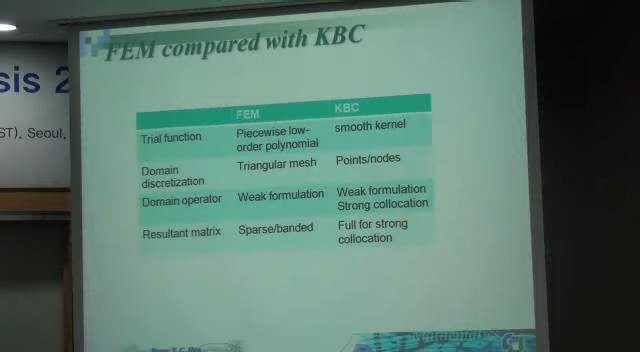 FEM compared with KBC
sis 2
ST), Seoul,
FEM KBC
Trial function Piecewise low-order polynomial smooth kernel
Domain discretization Triangular mesh Points/nodes
Domain operator Weak formulation Weak formulation Strong collocation
Resultant matrix Sparse/banded Full for strong collocation